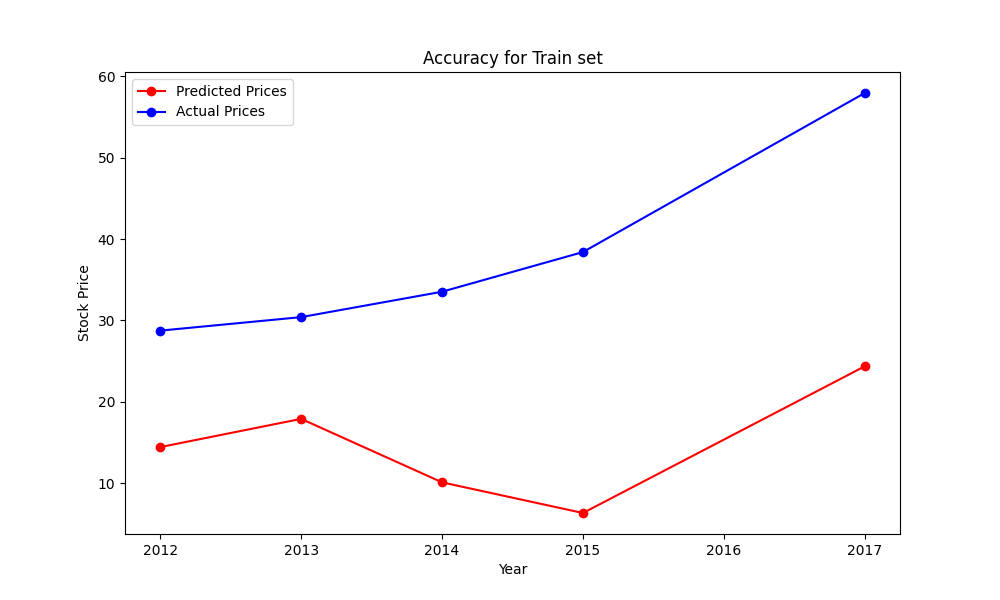 Accuracy for Train set
Predicted Prices
Actual Prices
60
50
40
30
20
10
Stock Price
2012 2013 2014 2015 2016 2017
Year